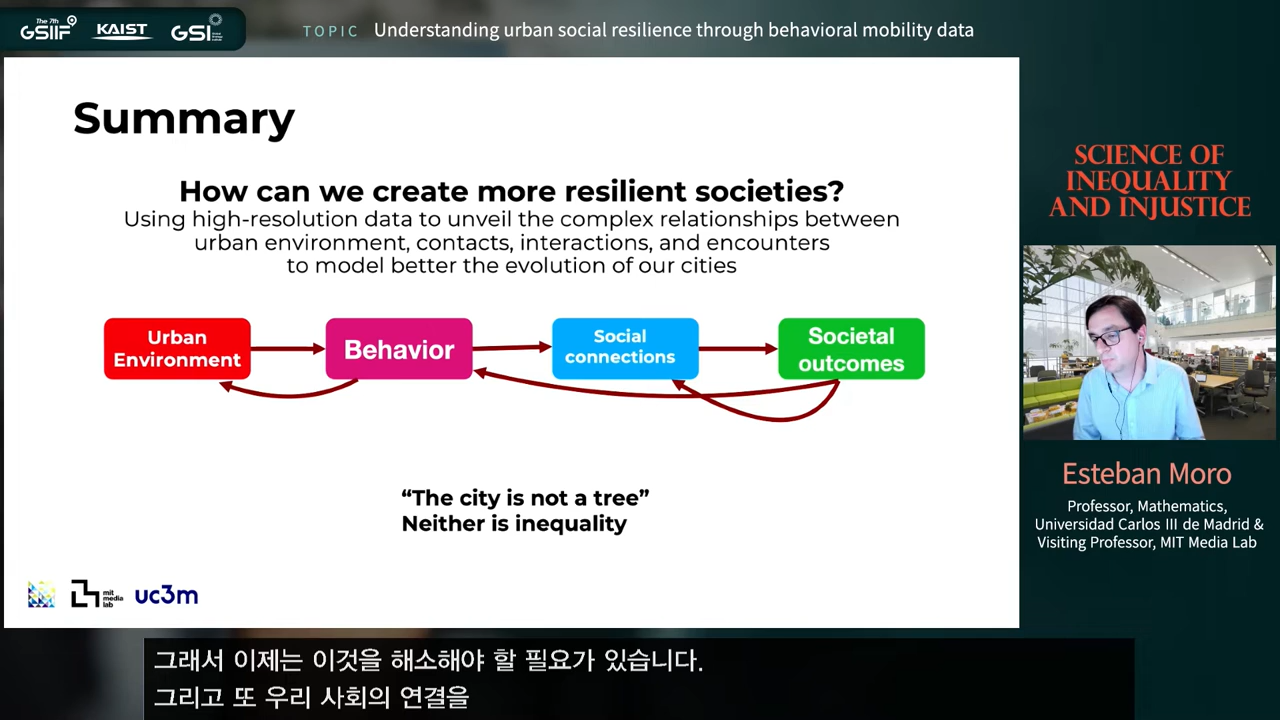 The 7th
GSIIF
KAIST
GSI
TOPIC Understanding urban social resilience through behavioral mobility data
Summary
How can we create more resilient societies?
Using high-resolution data to unveil the complex relationships between
urban environment, contacts, interactions, and encounters
to model better the evolution of our cities
Urban
Environment
Behavior
Social
connections
Societal
outcomes
“The city is not a tree”
Neither is inequality
mit
media
lab
uc3m
SCIENCE OF
INEQUALITY
AND INJUSTICE
Esteban Moro
Professor, Mathematics,
Universidad Carlos III de Madrid &
Visiting Professor, MIT Media Lab
그래서 이제는 이것을 해소해야 할 필요가 있습니다.
그리고 또 우리 사회의 연결을